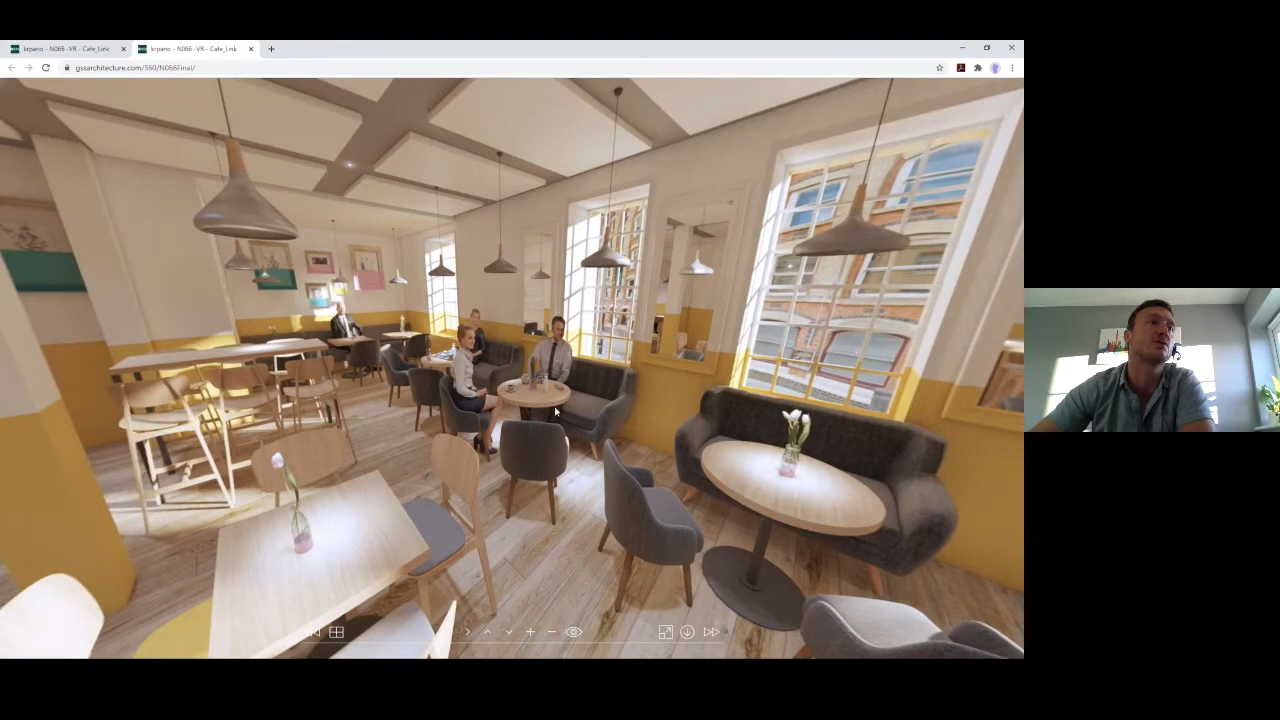 krpano - N066 -VR - Cafe_Link
krpano - N066 -VR - Cafe_Link
gssarchitecture.com/360/N066Final/